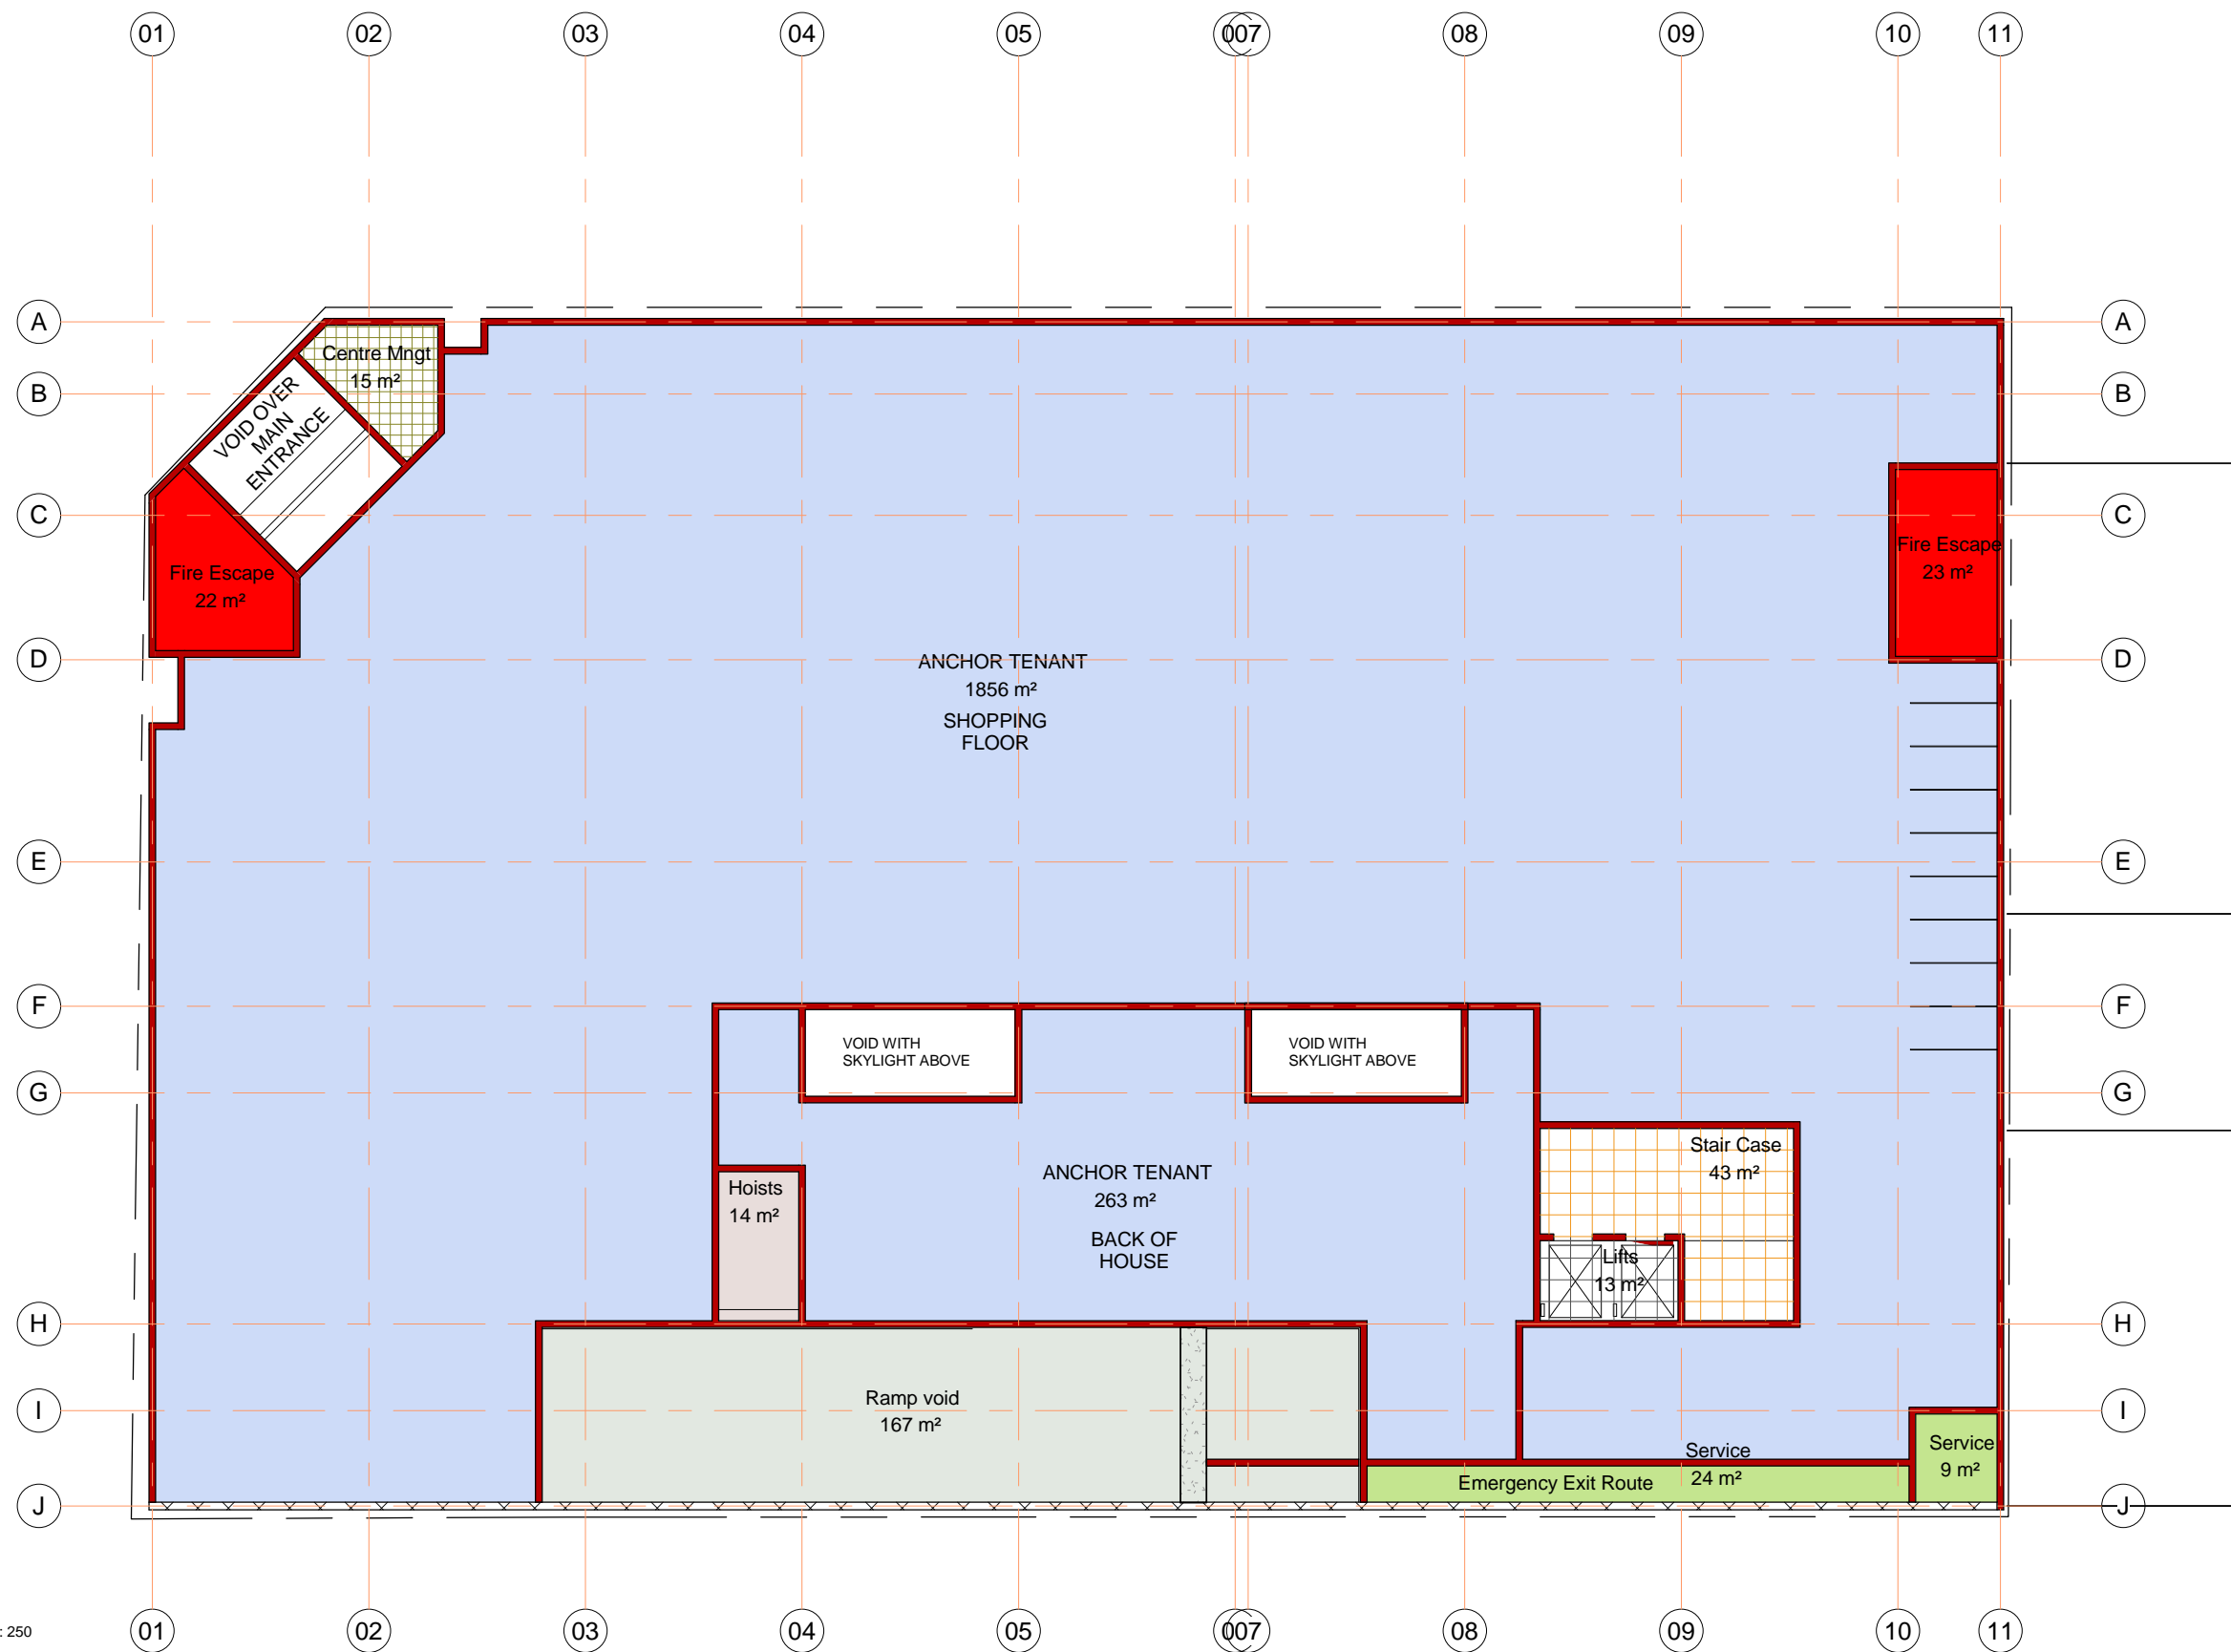 01 02 03 04 05 007 08 09 10 11
A A
Centre Mngt
15 m²
B B
VOID OVER
MAIN
ENTRANCE
C C
Fire Escape
23 m²
Fire Escape
22 m²
D D
ANCHOR TENANT
1856 m²
SHOPPING
FLOOR
E E
F F
VOID WITH
SKYLIGHT ABOVE
VOID WITH
SKYLIGHT ABOVE
G G
Stair Case
43 m²
ANCHOR TENANT
263 m²
BACK OF
HOUSE
Hoists
14 m²
Lifts
13 m²
H H
Ramp void
167 m²
I I
Service
24 m²
Service
9 m²
Emergency Exit Route
J J
: 250
01 02 03 04 05 007 08 09 10 11